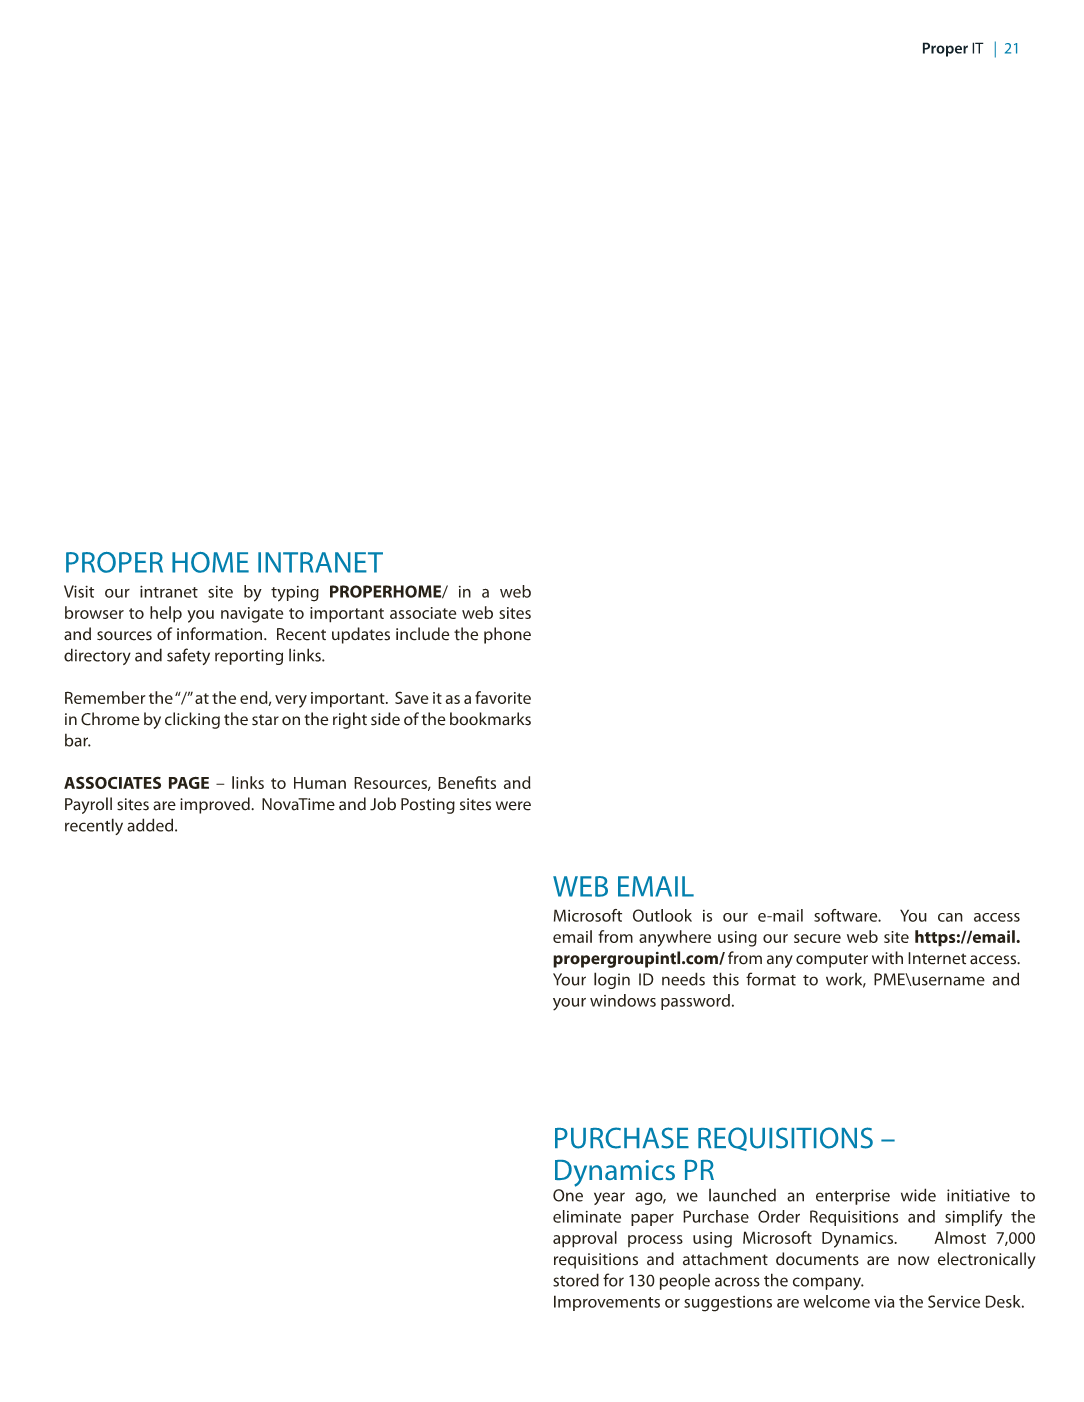 Proper IT | 21
PROPER HOME INTRANET
Visit our intranet site by typing PROPERHOME/ in a web
browser to help you navigate to important associate web sites
and sources of information.  Recent updates include the phone
directory and safety reporting links.
Remember the “/” at the end, very important.  Save it as a favorite
in Chrome by clicking the star on the right side of the bookmarks
bar.
ASSOCIATES PAGE – links to Human Resources, Benefits and
Payroll sites are improved.  NovaTime and Job Posting sites were
recently added.
WEB EMAIL
Microsoft Outlook is our e-mail software.  You can access
email from anywhere using our secure web site https://email.
propergroupintl.com/ from any computer with Internet access.
Your login ID needs this format to work, PME\username and
your windows password.
PURCHASE REQUISITIONS –
Dynamics PR
One year ago, we launched an enterprise wide initiative to
eliminate paper Purchase Order Requisitions and simplify the
approval process using Microsoft Dynamics.    Almost 7,000
requisitions and attachment documents are now electronically
stored for 130 people across the company.
Improvements or suggestions are welcome via the Service Desk.